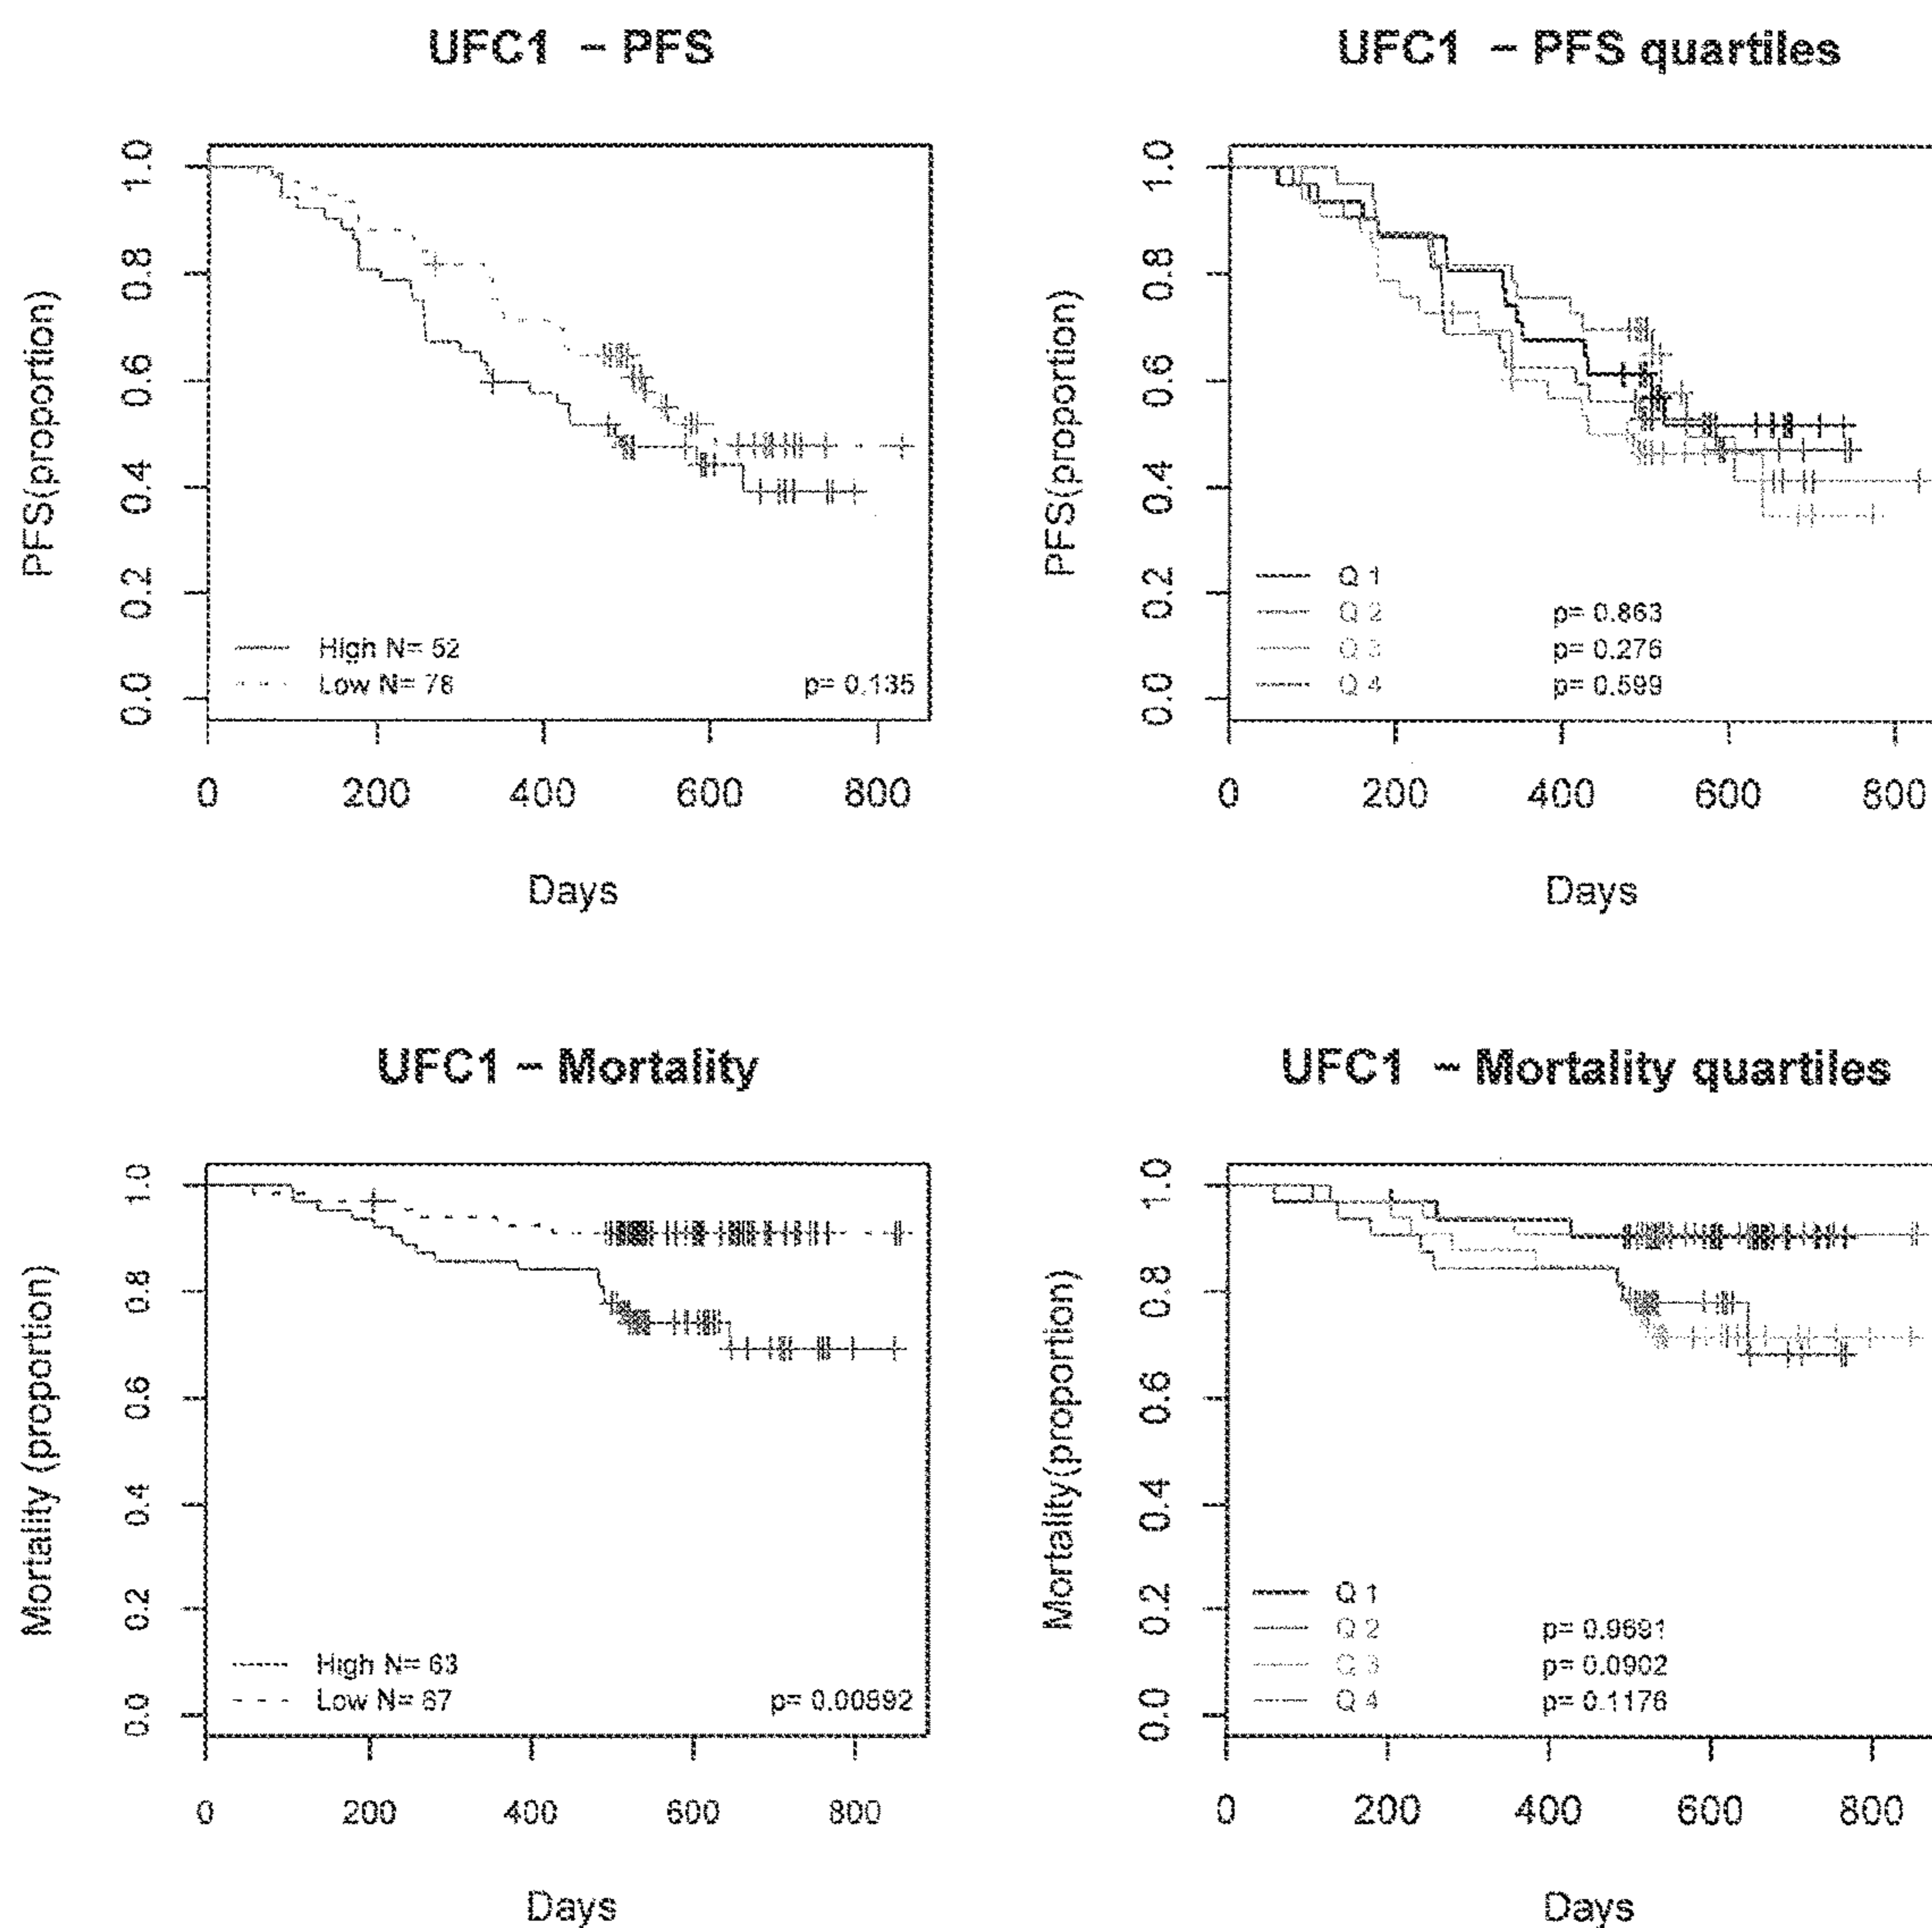 UFC1 – PFS
1.0
0.8
0.6
0.4
0.2
0.0
PFS(proportion)
High N= 52
Low N= 78
p= 0.135
0 200 400 600 800
Days
UFC1 – PFS quartiles
1.0
0.8
0.6
0.4
0.2
0.0
PFS(proportion)
Q 1
Q 2 p= 0.863
Q 3 p= 0.276
Q 4 p= 0.599
0 200 400 600 800
Days
UFC1 – Mortality
1.0
0.8
0.6
0.4
0.2
0.0
Mortality (proportion)
High N= 63
Low N= 67
p= 0.00892
0 200 400 600 800
Days
UFC1 – Mortality quartiles
1.0
0.8
0.6
0.4
0.2
0.0
Mortality(proportion)
Q 1
Q 2 p= 0.9691
Q 3 p= 0.0902
Q 4 p= 0.1176
0 200 400 600 800
Days